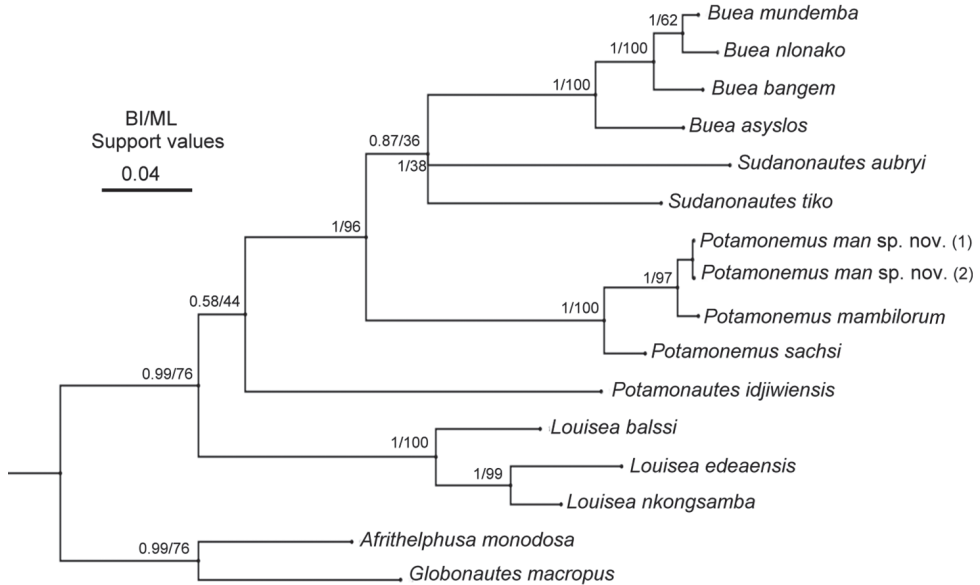 Buea mundemba
1/62
Buea nlonako
1/100
Buea bangem
1/100
Buea asyslos
BI/ML
Support values
0.04
0.87/36
1/38
Sudanonautes aubryi
Sudanonautes tiko
1/96
Potamonemus man sp. nov. (1)
Potamonemus man sp. nov. (2)
1/97
1/100
Potamonemus mambilorum
Potamonemus sachsi
0.58/44
Potamonautes idjiwiensis
0.99/76
Louisea balssi
1/100
Louisea edeaensis
1/99
Louisea nkongsamba
Afrithelphusa monodosa
0.99/76
Globonautes macropus